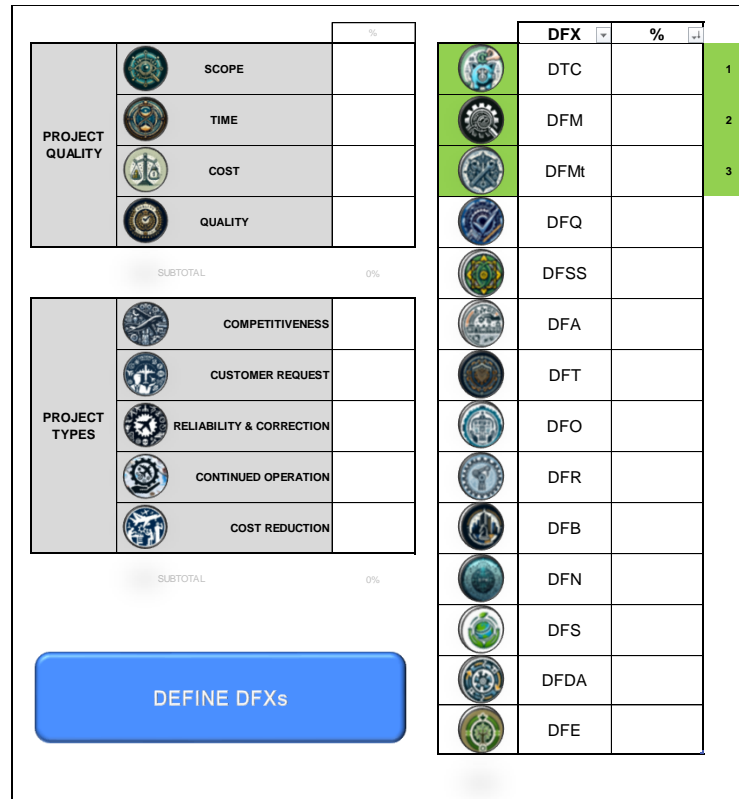 %
PROJECT
QUALITY
SCOPE
TIME
COST
QUALITY
SUBTOTAL 0%
PROJECT
TYPES
COMPETITIVENESS
CUSTOMER REQUEST
RELIABILITY & CORRECTION
CONTINUED OPERATION
COST REDUCTION
SUBTOTAL 0%
DEFINE DFXs
DFX %
DTC 1
DFM 2
DFMt 3
DFQ
DFSS
DFA
DFT
DFO
DFR
DFB
DFN
DFS
DFDA
DFE